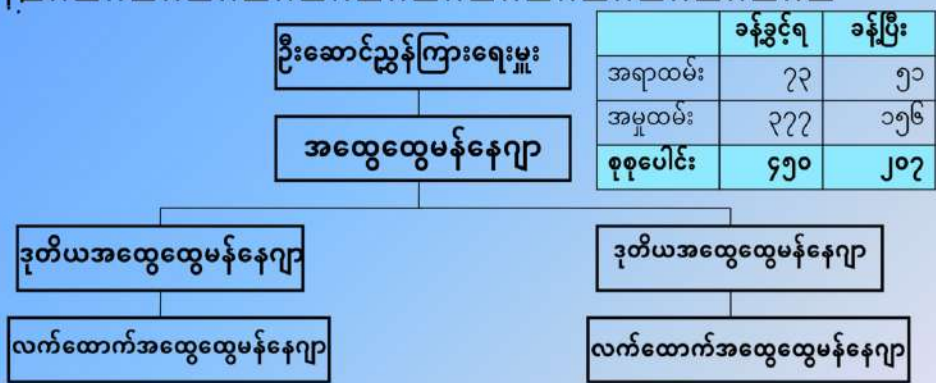 ဦးဆောင်ညွှန်ကြားရေးမှူး
အထွေထွေမန်နေဂျာ
ခန့်ခွင့်ရ ခန့်ပြီး
အရာထမ်း ၇၃ ၅၁
အမှုထမ်း ၃၇၇ ၁၅၆
စုစုပေါင်း ၄၅၀ ၂၀၇
ဒုတိယအထွေထွေမန်နေဂျာ ဒုတိယအထွေထွေမန်နေဂျာ
လက်ထောက်အထွေထွေမန်နေဂျာ လက်ထောက်အထွေထွေမန်နေဂျာ